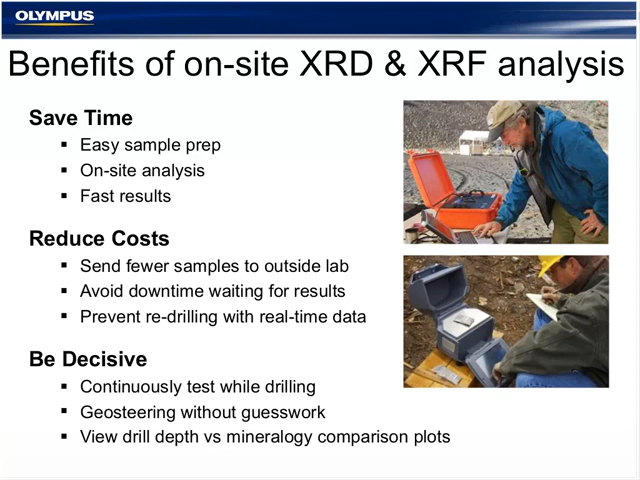 OLYMPUS
Benefits of on-site XRD & XRF analysis
Save Time
▪ Easy sample prep
▪ On-site analysis
▪ Fast results
Reduce Costs
▪ Send fewer samples to outside lab
▪ Avoid downtime waiting for results
▪ Prevent re-drilling with real-time data
Be Decisive
▪ Continuously test while drilling
▪ Geosteering without guesswork
▪ View drill depth vs mineralogy comparison plots